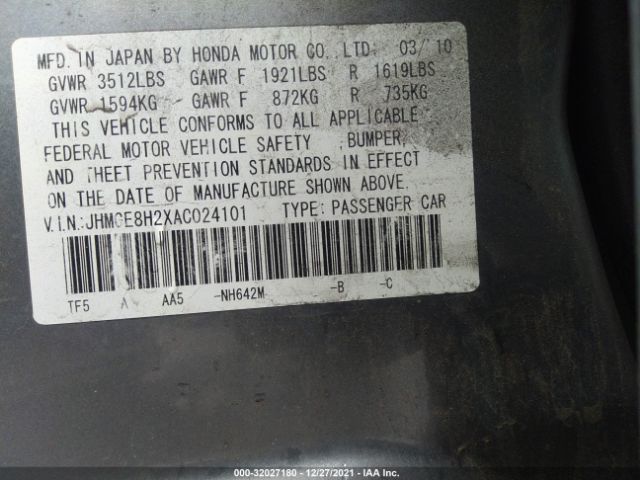 MFD. IN JAPAN BY HONDA MOTOR CO., LTD. 03/10
GVWR 3512LBS GAWR F 1921LBS R 1619LBS
GVWR 1594KG GAWR F 872KG R 735KG
THIS VEHICLE CONFORMS TO ALL APPLICABLE
FEDERAL MOTOR VEHICLE SAFETY, BUMPER,
AND THEFT PREVENTION STANDARDS IN EFFECT
ON THE DATE OF MANUFACTURE SHOWN ABOVE.
V.I.N.:JHMGE8H2XAC024101 TYPE: PASSENGER CAR
TF5 A AA5 -NH642M -B -C
000-32027180 - 12/27/2021 - IAA Inc.